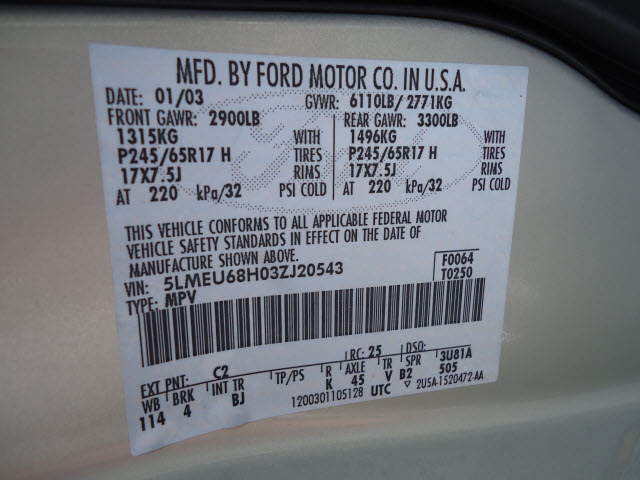 MFD. BY FORD MOTOR CO. IN U.S.A.
DATE: 01/03 GVWR: 6110LB/ 2771KG
FRONT GAWR: 2900LB REAR GAWR: 3300LB
1315KG WITH 1496KG WITH
P245/65R17 H TIRES P245/65R17 H TIRES
17X7.5J RIMS 17X7.5J RIMS
AT 220 kPa/32 PSI COLD AT 220 kPa/32 PSI COLD
THIS VEHICLE CONFORMS TO ALL APPLICABLE FEDERAL MOTOR
VEHICLE SAFETY STANDARDS IN EFFECT ON THE DATE OF
MANUFACTURE SHOWN ABOVE.
VIN: 5LMEU68H03ZJ20543 F0064
TYPE: MPV T0250
EXT PNT: C2 RC: 25 DSO: 3U81A
WB BRK INT TR TP/PS R AXLE TR SPR 505
114 4 BJ K 45 V B2 2U5A-1520472-AA
1200301105128 UTC